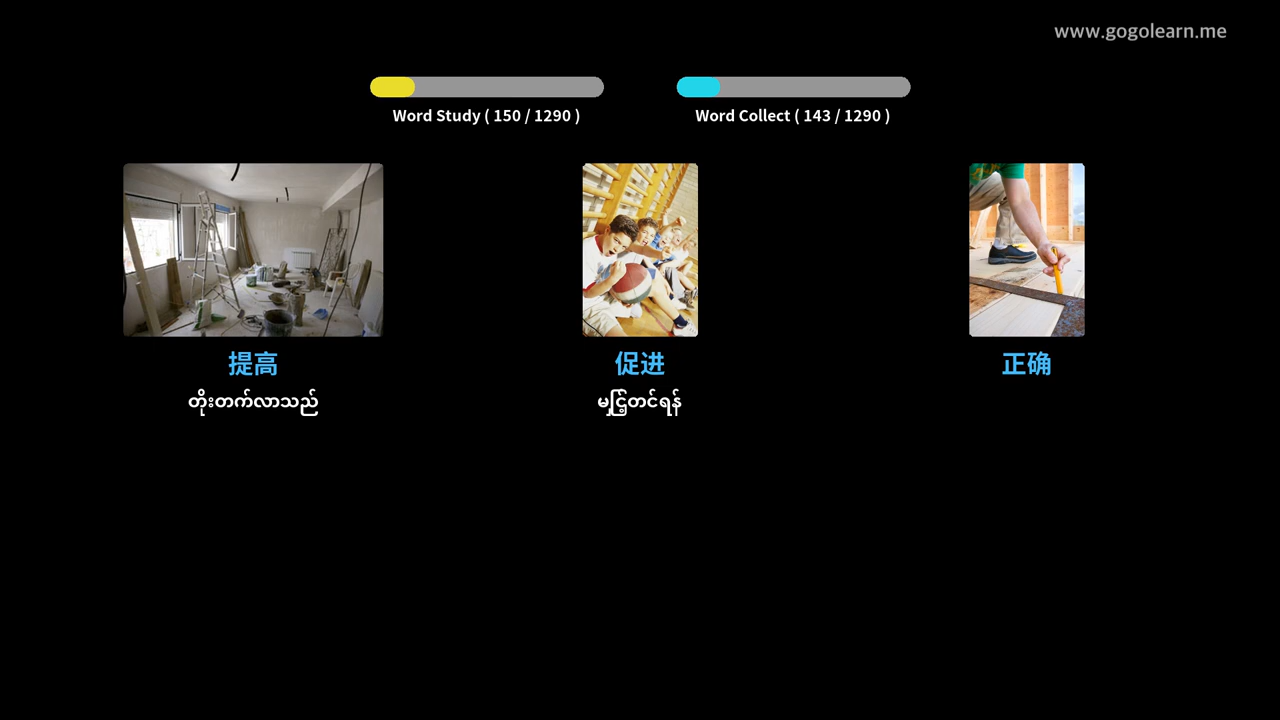 www.gogolearn.me
Word Study ( 150 / 1290 )
Word Collect ( 143 / 1290 )
提高
促进
正确
တိုးတက်လာသည်
မြှင့်တင်ရန်